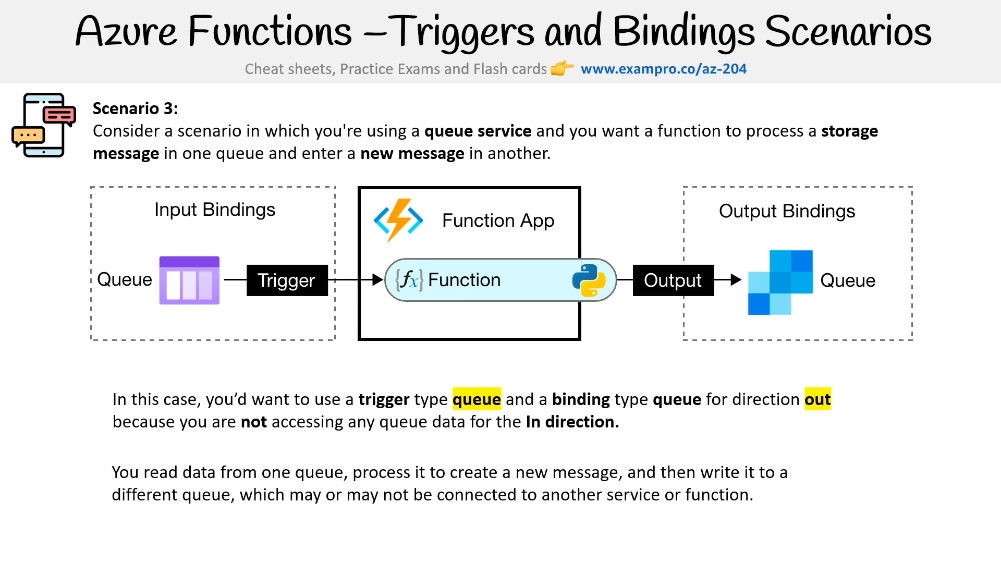 Azure Functions – Triggers and Bindings Scenarios
Cheat sheets, Practice Exams and Flash cards 👉 www.exampro.co/az-204
Scenario 3:
Consider a scenario in which you're using a queue service and you want a function to process a storage
message in one queue and enter a new message in another.
Input Bindings
Queue
Trigger
Function App
{fx} Function
Output
Output Bindings
Queue
In this case, you’d want to use a trigger type queue and a binding type queue for direction out
because you are not accessing any queue data for the In direction.
You read data from one queue, process it to create a new message, and then write it to a
different queue, which may or may not be connected to another service or function.